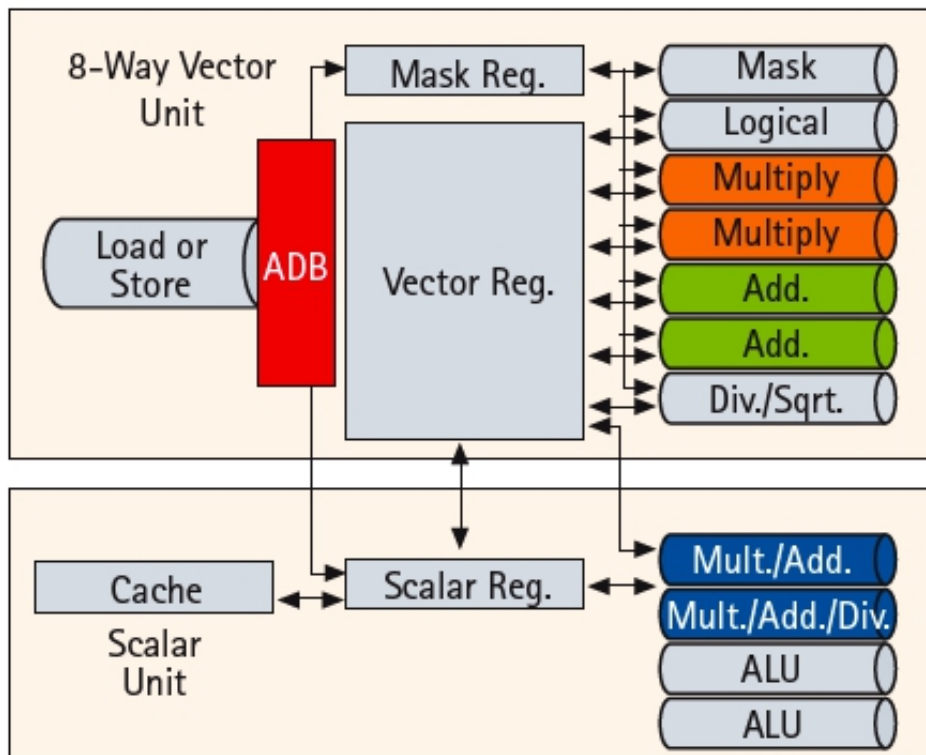 8-Way Vector
Unit
Mask Reg.
Mask
Logical
Multiply
Multiply
Add.
Add.
Div./Sqrt.
Load or
Store
ADB
Vector Reg.
Cache
Scalar
Unit
Scalar Reg.
Mult./Add.
Mult./Add./Div.
ALU
ALU